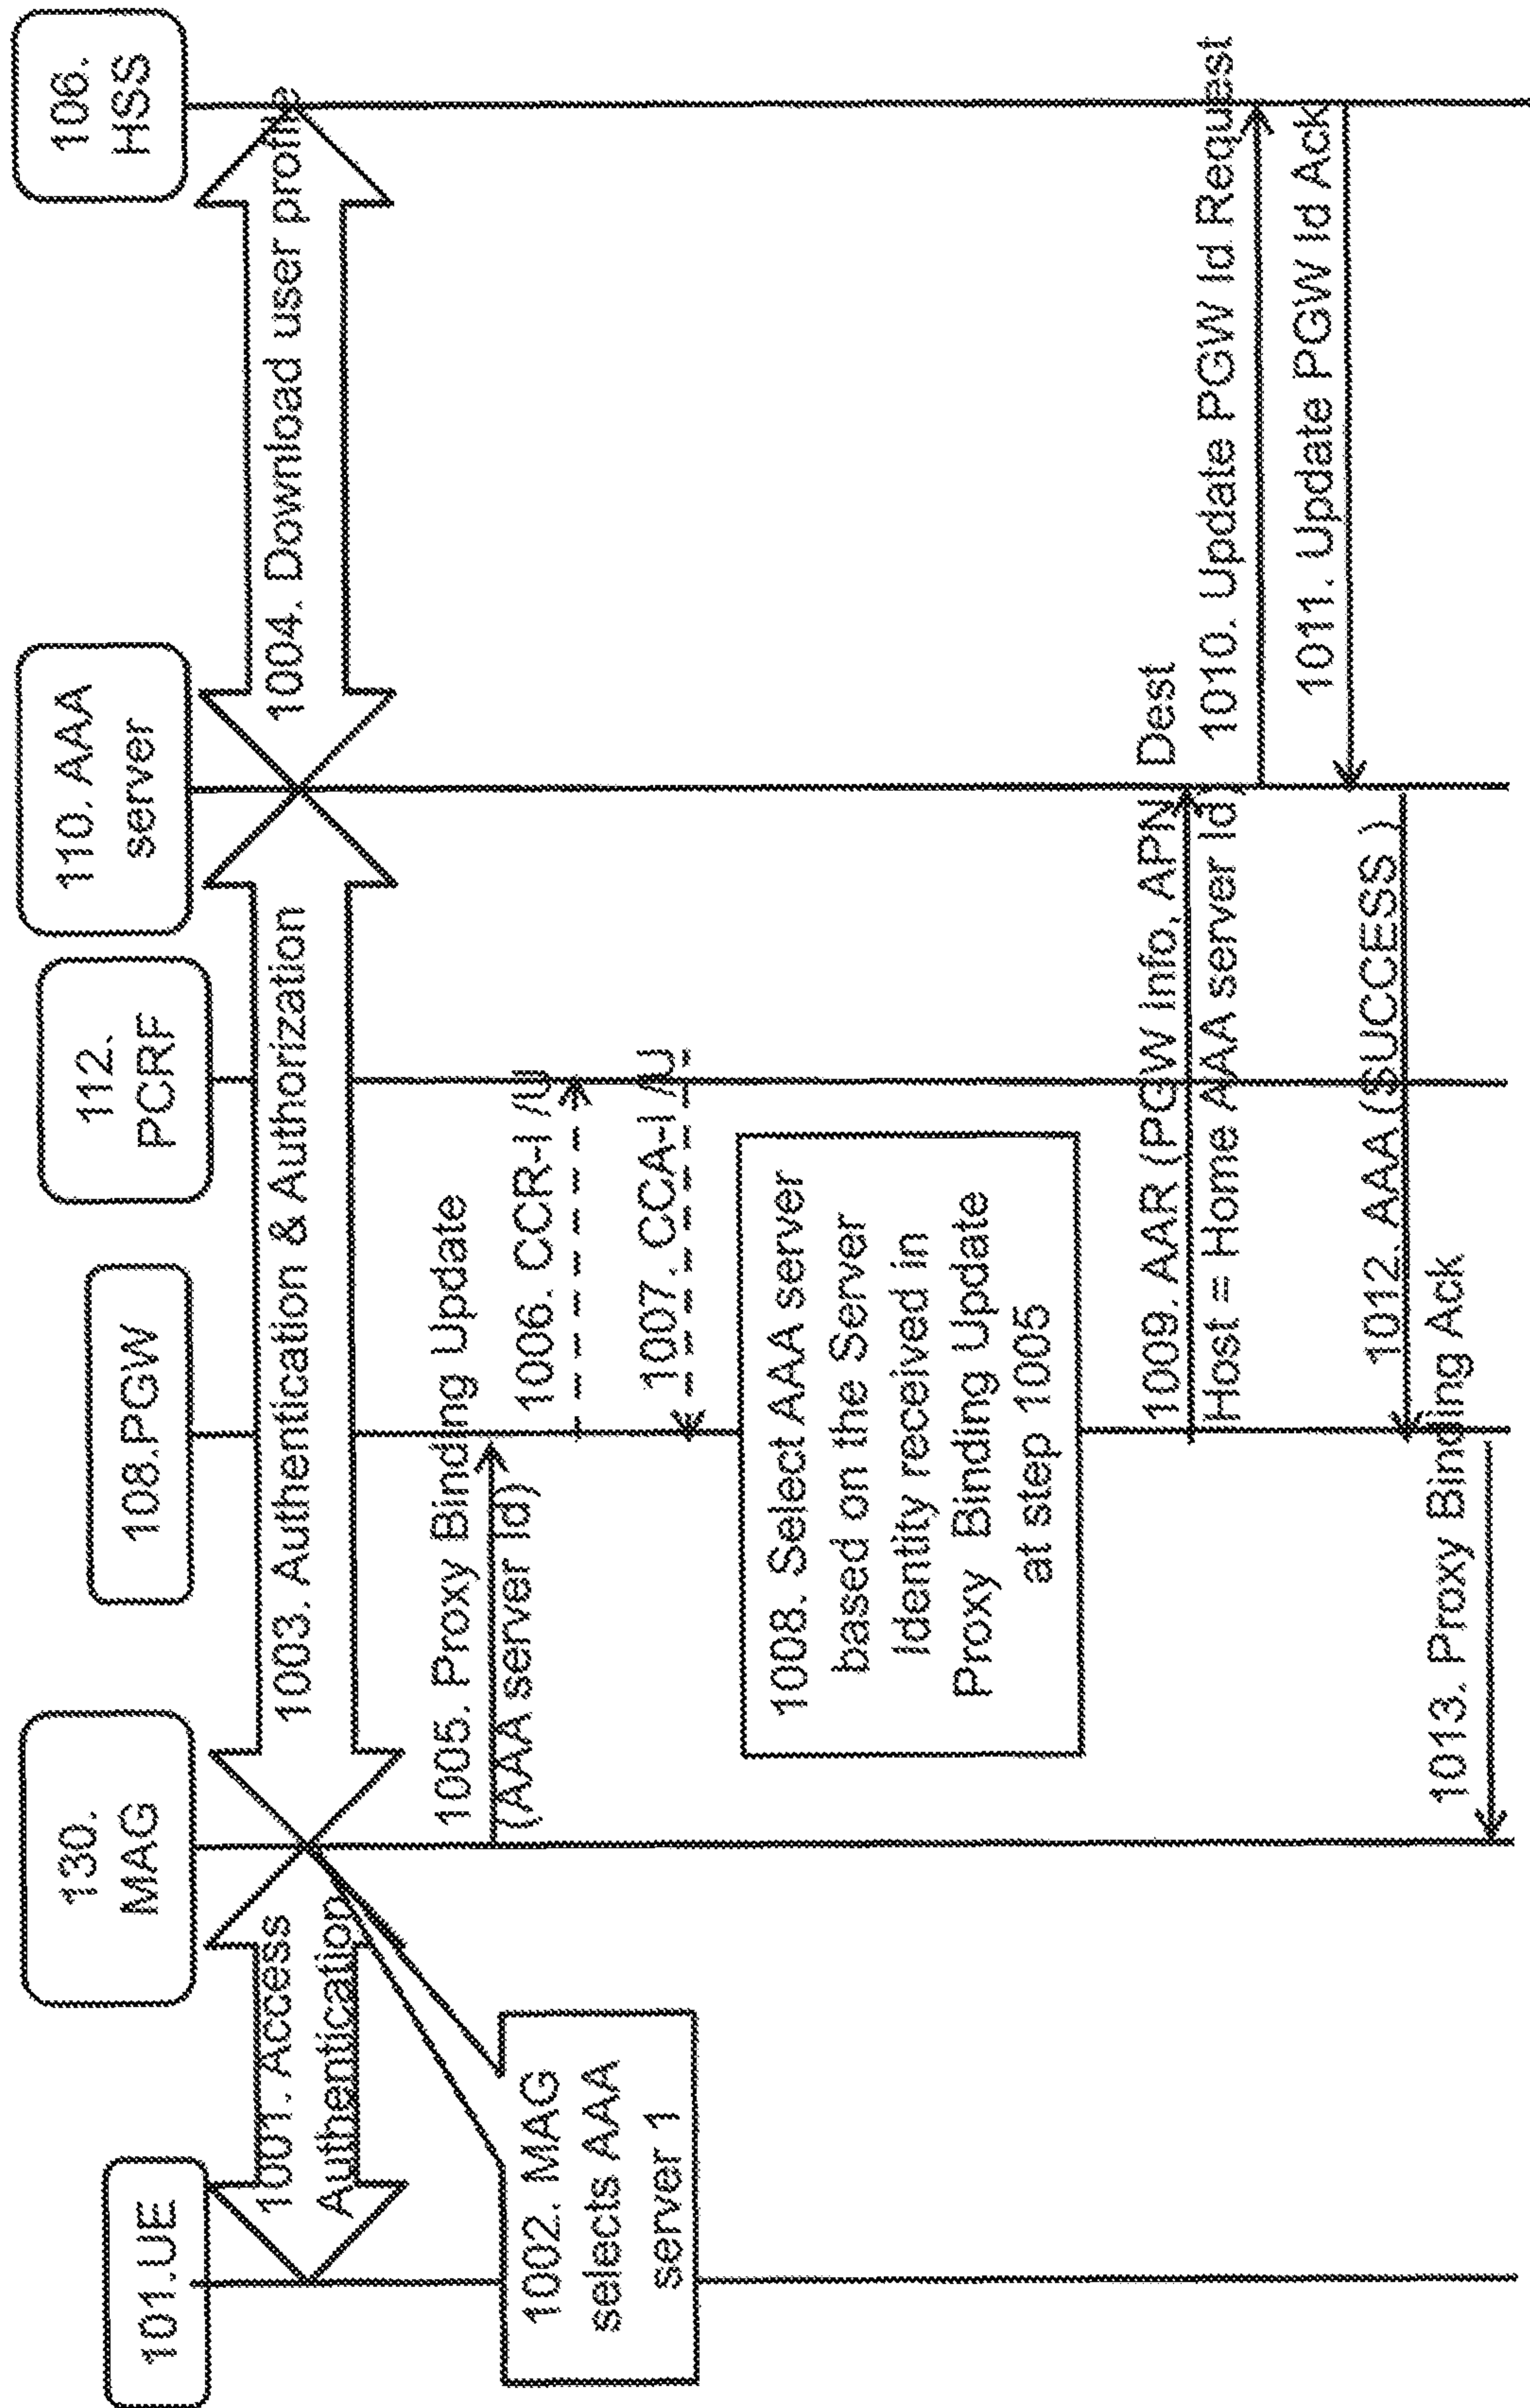 101.UE
130.
MAG
108.PGW
112.
PCRF
110. AAA
server
106.
HSS
1001. Access
Authentication
1003. Authentication & Authorization
1004. Download user profile
1002. MAG
selects AAA
server 1
1005. Proxy Binding Update
(AAA server Id)
1006. CCR-I /U
1007. CCA-I /U
1008. Select AAA server
based on the Server
Identity received in
Proxy Binding Update
at step 1005
1009. AAR (PGW info, APN Dest
Host = Home AAA server Id)
1010. Update PGW Id Request
1011. Update PGW Id Ack
1012. AAA (SUCCESS )
1013. Proxy Binding Ack